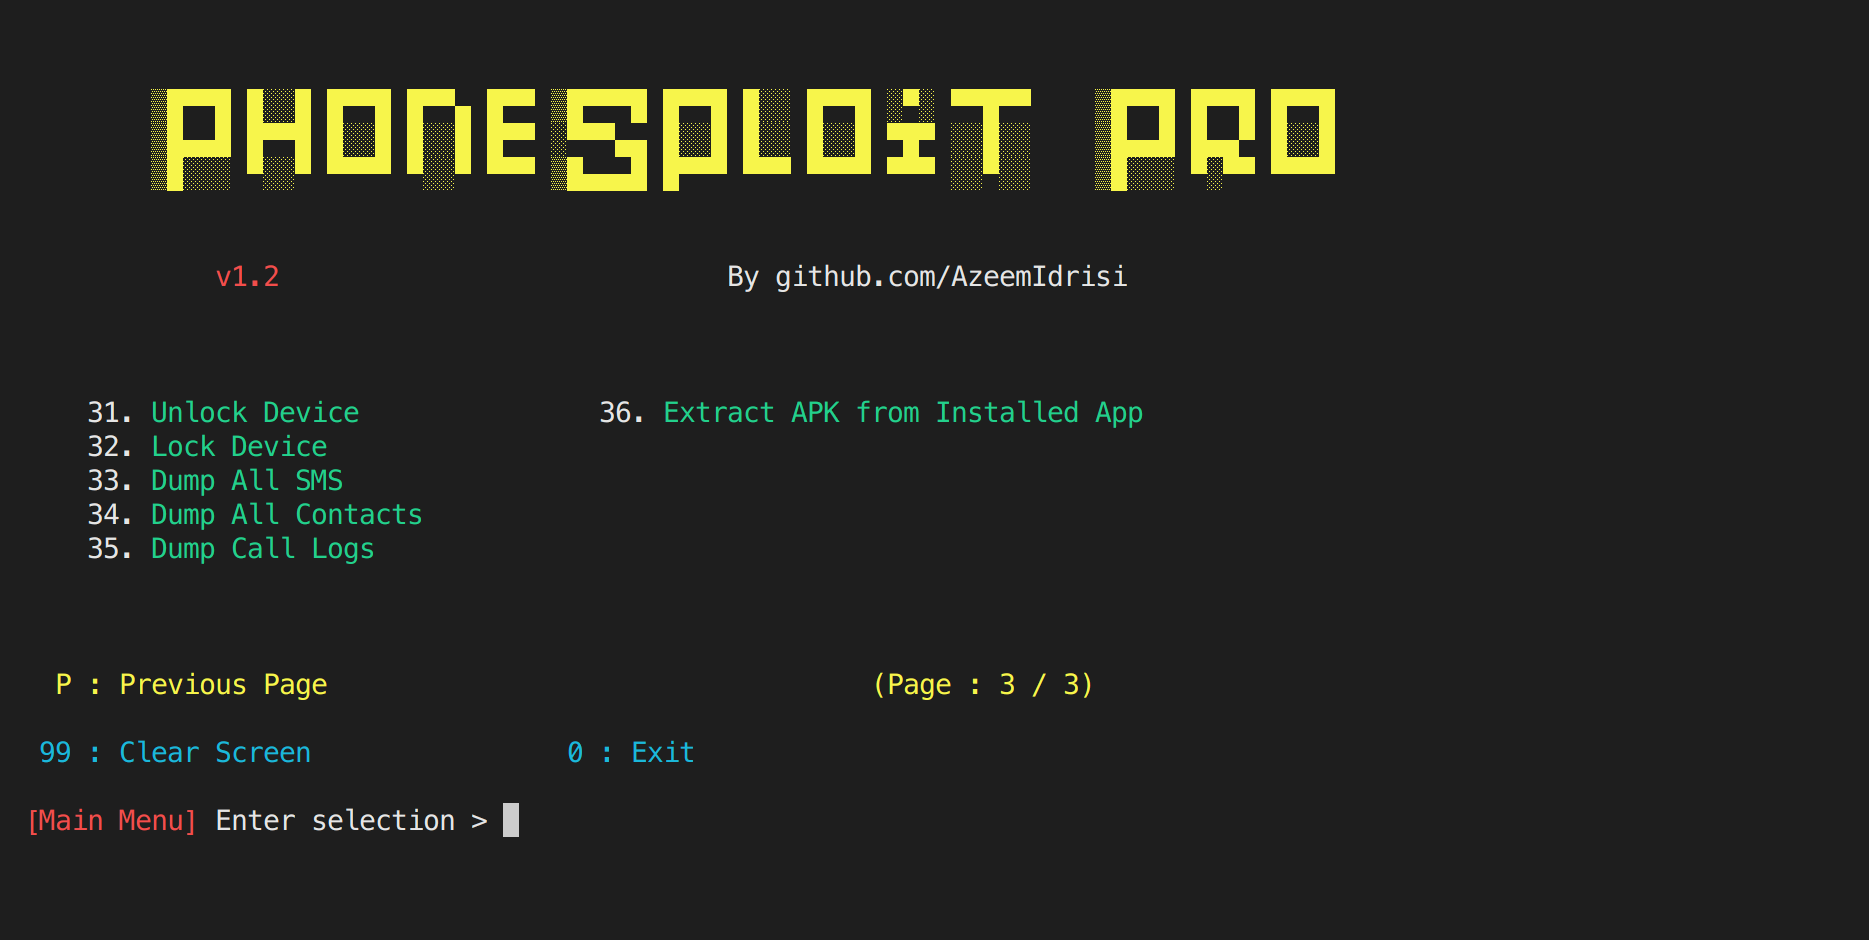 PHONESPLOIT PRO
v1.2 By github.com/AzeemIdrisi
31. Unlock Device 36. Extract APK from Installed App
32. Lock Device
33. Dump All SMS
34. Dump All Contacts
35. Dump Call Logs
P : Previous Page (Page : 3 / 3)
99 : Clear Screen 0 : Exit
[Main Menu] Enter selection >